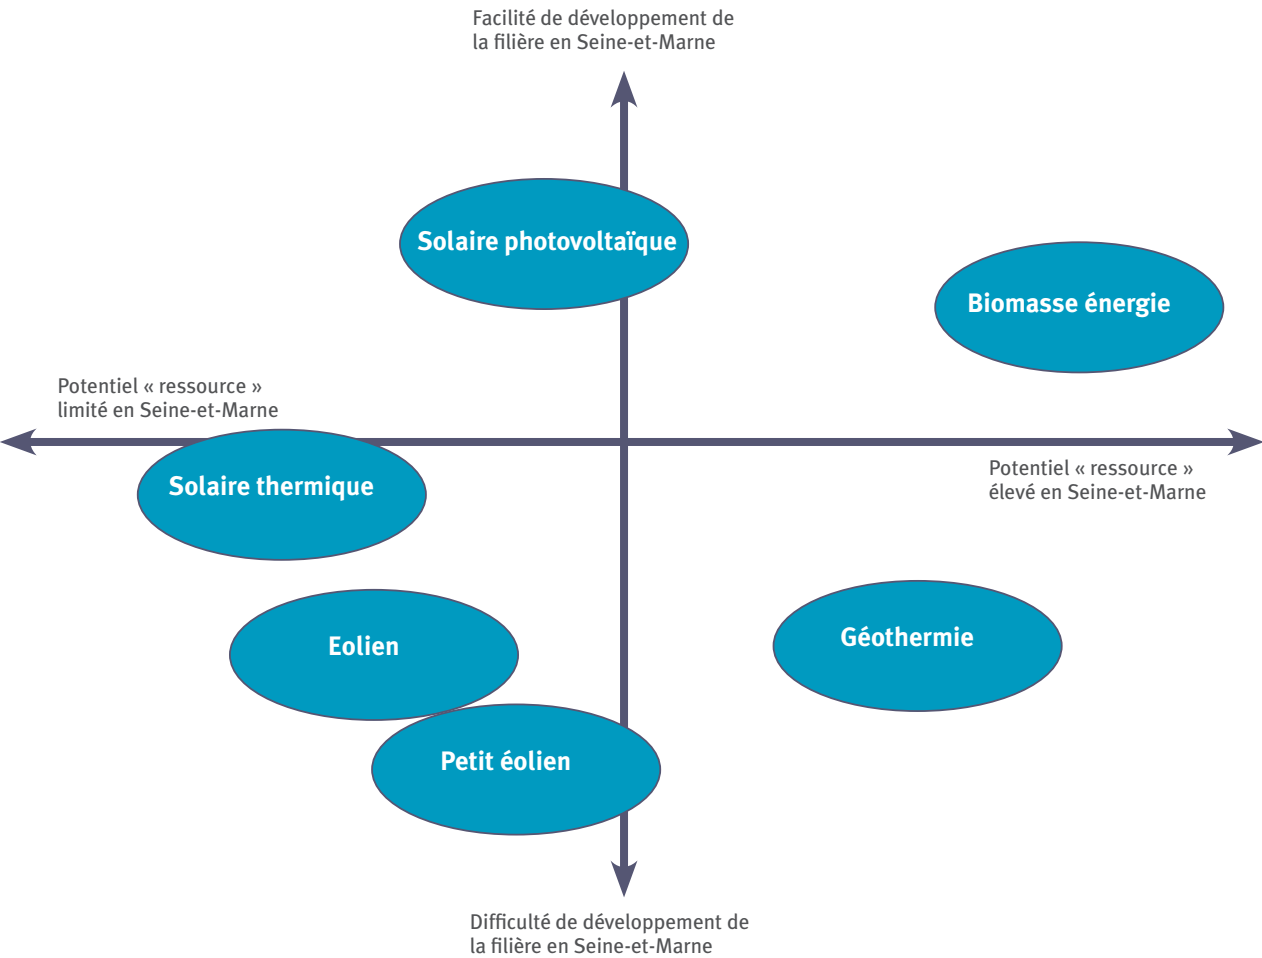 Facilité de développement de
la filière en Seine-et-Marne
Solaire photovoltaïque
Biomasse énergie
Potentiel « ressource »
limité en Seine-et-Marne
Potentiel « ressource »
élevé en Seine-et-Marne
Solaire thermique
Eolien
Géothermie
Petit éolien
Difficulté de développement de
la filière en Seine-et-Marne